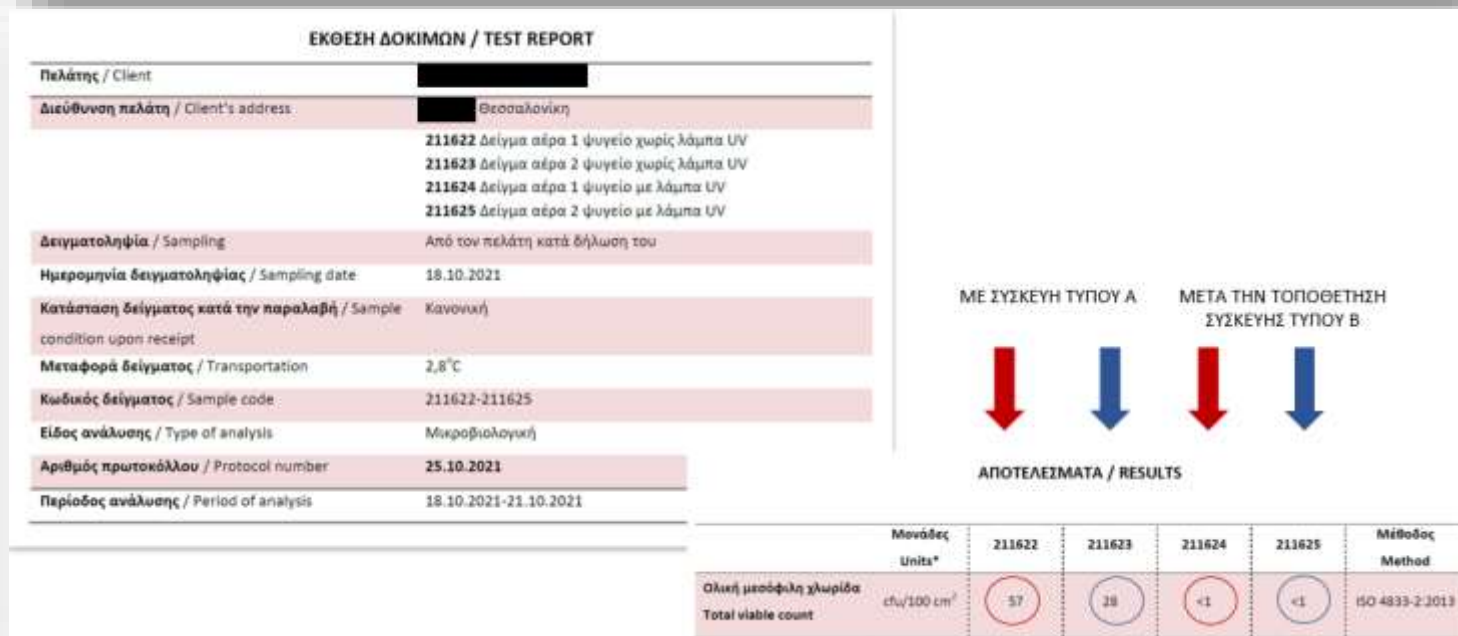 ΕΚΘΕΣΗ ΔΟΚΙΜΩΝ / TEST REPORT
Πελάτης / Client
Διεύθυνση πελάτη / Client's address Θεσσαλονίκη
211622 Δείγμα αέρα 1 ψυγείο χωρίς λάμπα UV
211623 Δείγμα αέρα 2 ψυγείο χωρίς λάμπα UV
211624 Δείγμα αέρα 1 ψυγείο με λάμπα UV
211625 Δείγμα αέρα 2 ψυγείο με λάμπα UV
Δειγματοληψία / Sampling Από τον πελάτη κατά δήλωση του
Ημερομηνία δειγματοληψίας / Sampling date 18.10.2021
Κατάσταση δείγματος κατά την παραλαβή / Sample Κανονική
condition upon receipt
Μεταφορά δείγματος / Transportation 2,8°C
Κωδικός δείγματος / Sample code 211622-211625
Είδος ανάλυσης / Type of analysis Μικροβιολογική
Αριθμός πρωτοκόλλου / Protocol number 25.10.2021
Περίοδος ανάλυσης / Period of analysis 18.10.2021-21.10.2021
ΜΕ ΣΥΣΚΕΥΗ ΤΥΠΟΥ Α
ΜΕΤΑ ΤΗΝ ΤΟΠΟΘΕΤΗΣΗ
ΣΥΣΚΕΥΗΣ ΤΥΠΟΥ Β
ΑΠΟΤΕΛΕΣΜΑΤΑ / RESULTS
Μονάδες 211622 211623 211624 211625 Μέθοδος
Units* Method
Ολική μεσόφιλη χλωρίδα cfu/100 cm² 57 28 <1 <1 ISO 4833-2:2013
Total viable count